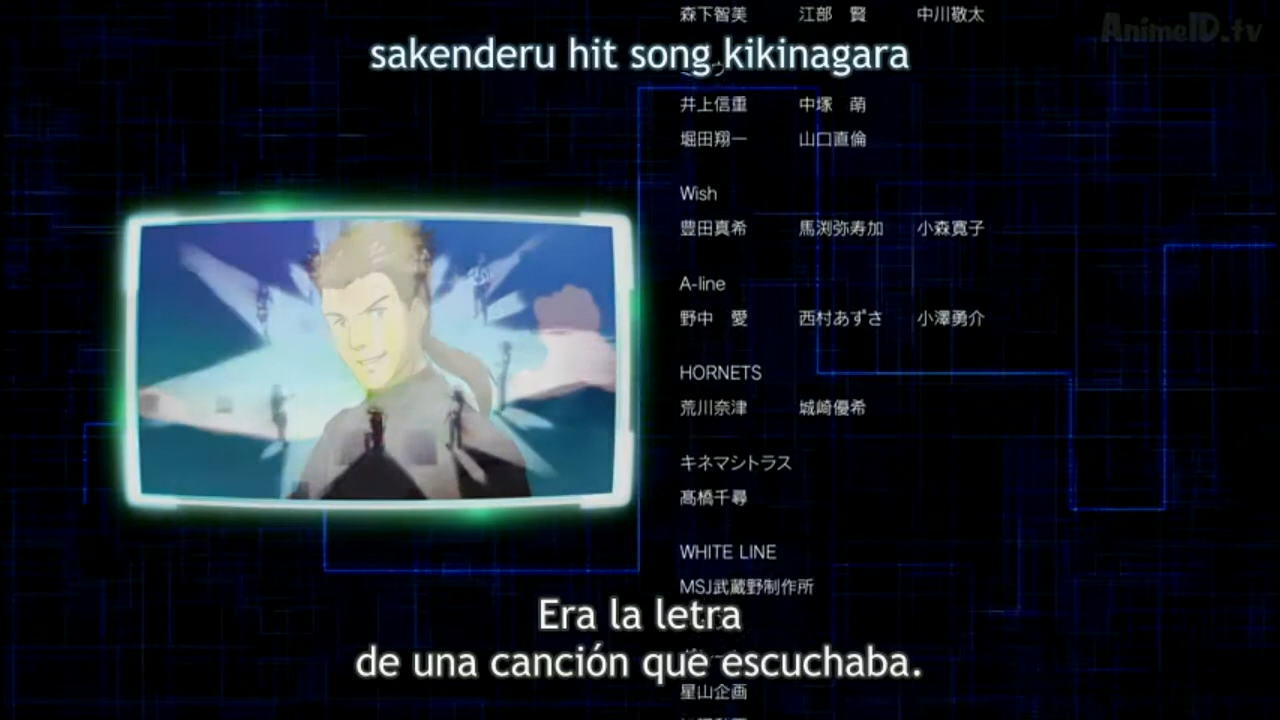 森下智美 江部 賢 中川敬太
AnimeID.tv
sakenderu hit song kikinagara
井上信重 中塚 萌
堀田翔一 山口直倫
Wish
豊田真希 馬渕弥寿加 小森寛子
A-line
野中 愛 西村あずさ 小澤勇介
HORNETS
荒川奈津 城崎優希
キネマシトラス
髙橋千尋
WHITE LINE
MSJ武蔵野制作所
Era la letra
de una canción que escuchaba.
星山企画